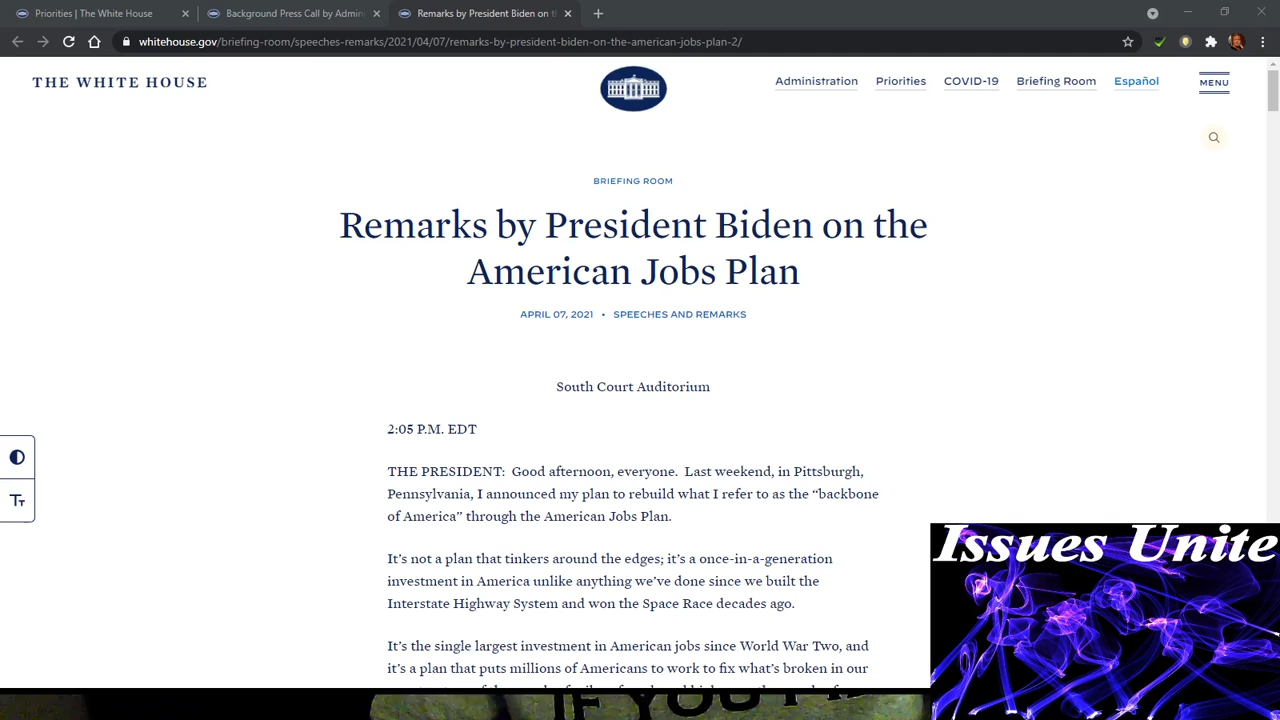 Priorities | The White House
Background Press Call by Admin
Remarks by President Biden on th
whitehouse.gov/briefing-room/speeches-remarks/2021/04/07/remarks-by-president-biden-on-the-american-jobs-plan-2/
THE WHITE HOUSE
Administration
Priorities
COVID-19
Briefing Room
Español
MENU
BRIEFING ROOM
Remarks by President Biden on the
American Jobs Plan
APRIL 07, 2021 • SPEECHES AND REMARKS
South Court Auditorium
2:05 P.M. EDT
THE PRESIDENT: Good afternoon, everyone. Last weekend, in Pittsburgh,
Pennsylvania, I announced my plan to rebuild what I refer to as the “backbone
of America” through the American Jobs Plan.
It’s not a plan that tinkers around the edges; it’s a once-in-a-generation
investment in America unlike anything we’ve done since we built the
Interstate Highway System and won the Space Race decades ago.
It’s the single largest investment in American jobs since World War Two, and
it’s a plan that puts millions of Americans to work to fix what’s broken in our
Tт
Issues Unite
IF YOU'